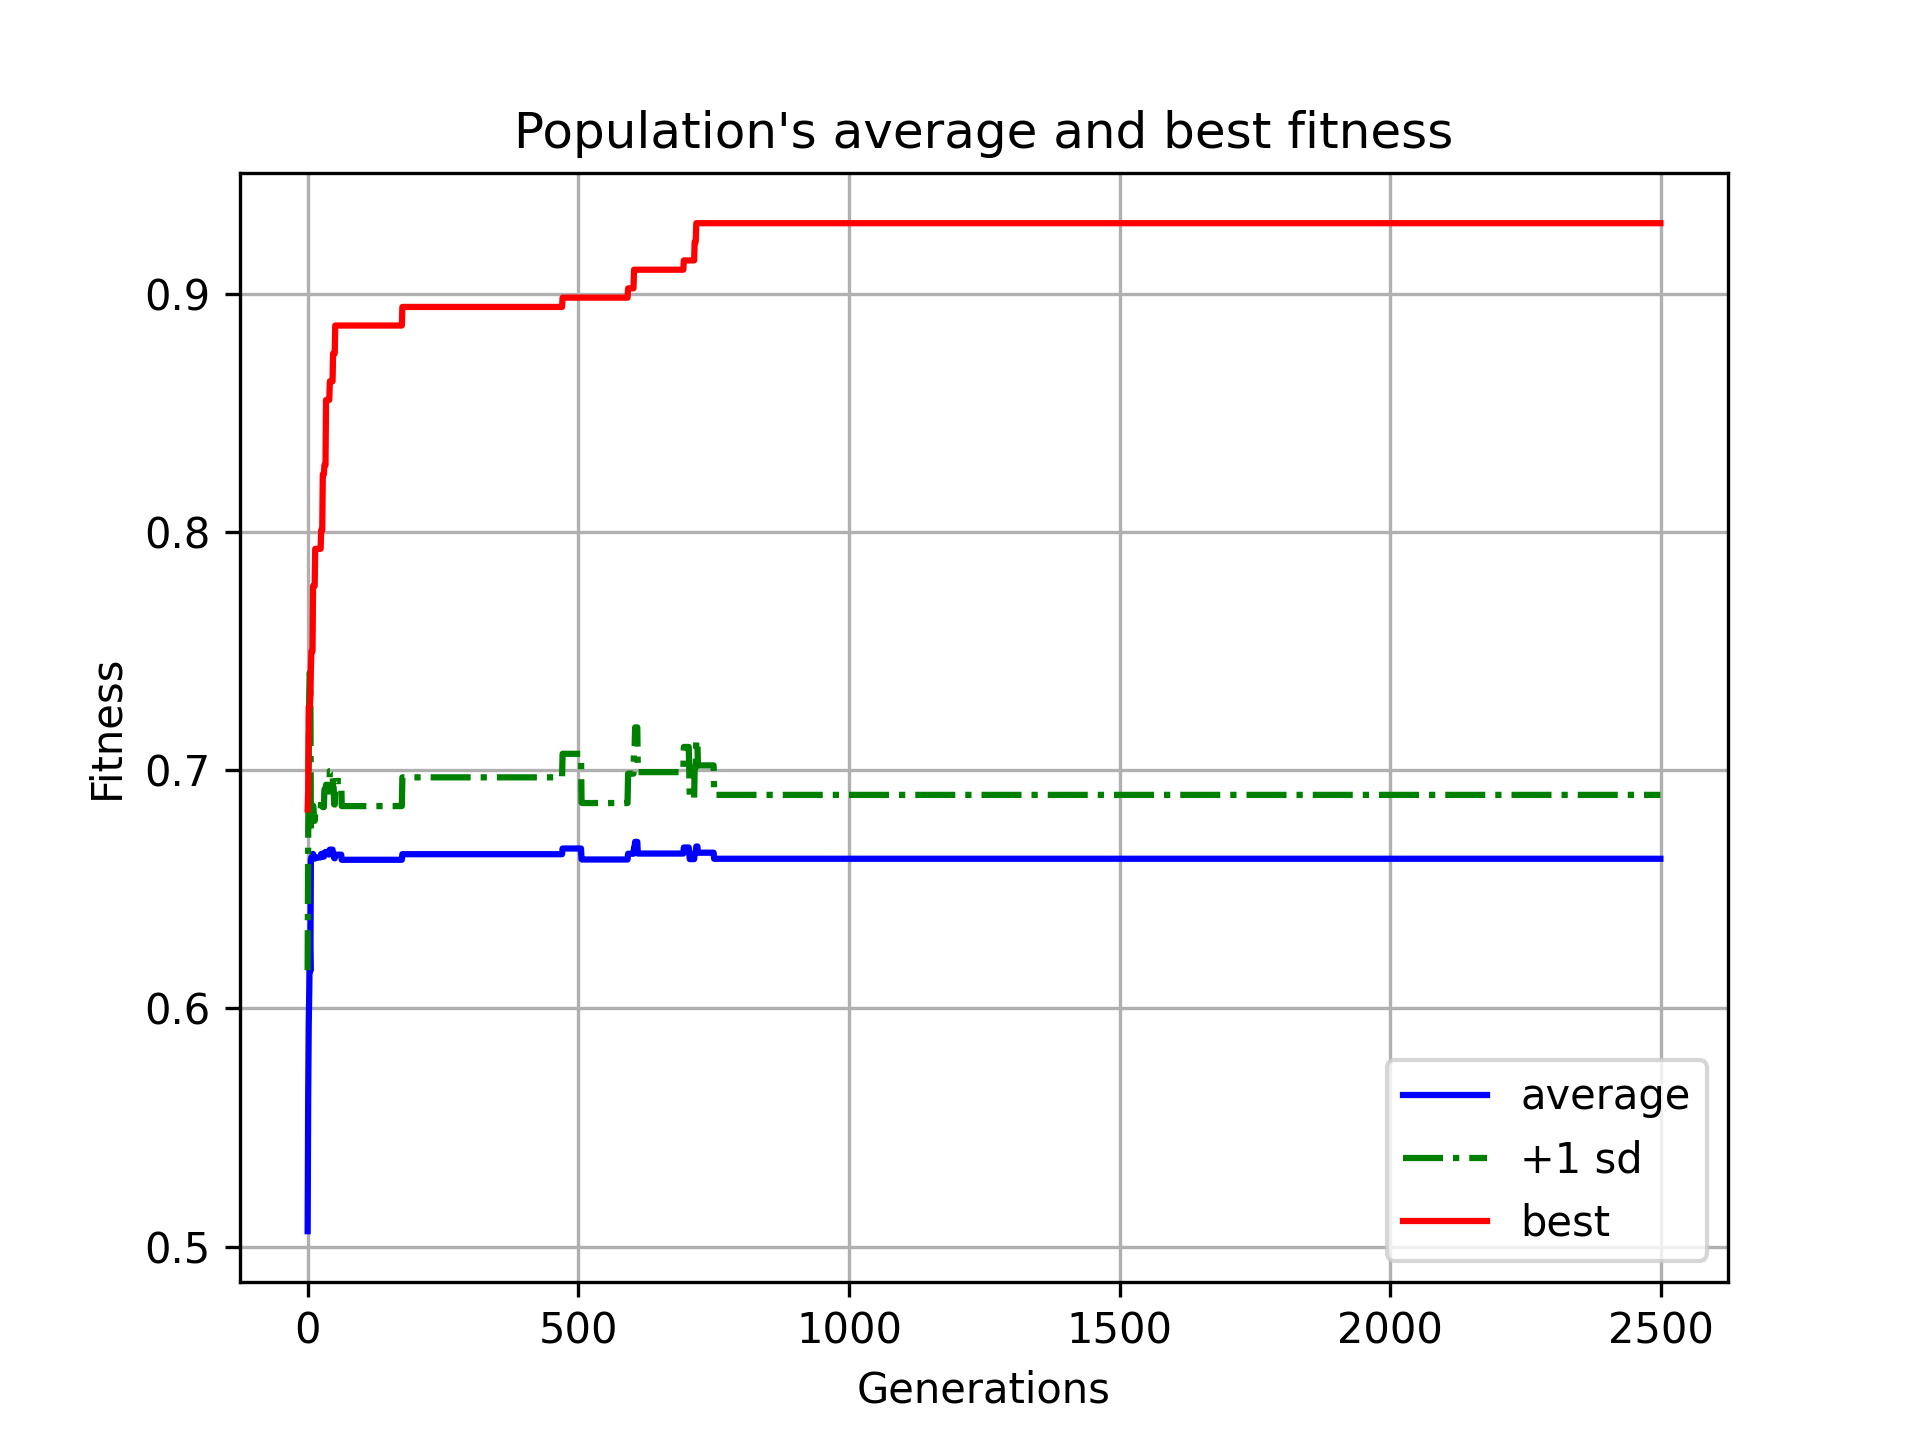 Population's average and best fitness
Fitness
0.9
0.8
0.7
0.6
0.5
average
+1 sd
best
0 500 1000 1500 2000 2500
Generations